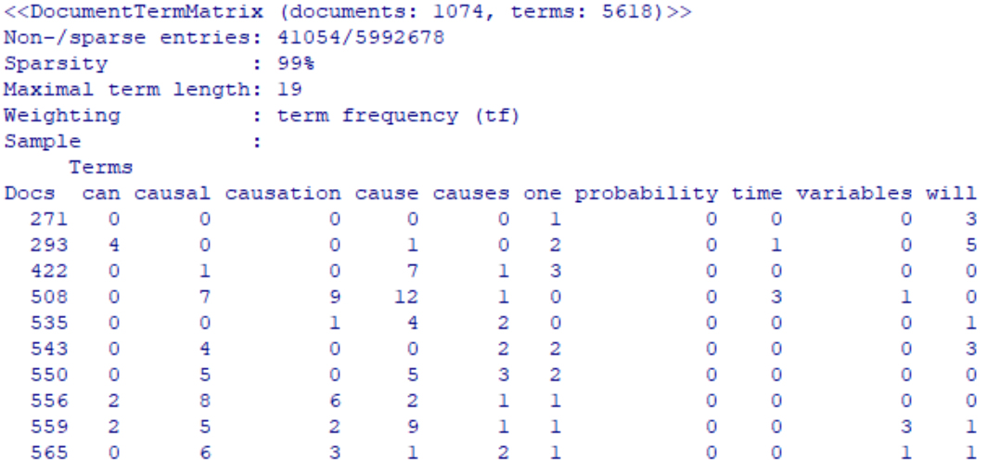 <<DocumentTermMatrix (documents: 1074, terms: 5618)>>
Non-/sparse entries: 41054/5992678
Sparsity           : 99%
Maximal term length: 19
Weighting          : term frequency (tf)
Sample             :
     Terms
Docs  can causal causation cause causes one probability time variables will
  271   0      0         0     0      0   1           0    0         0    3
  293   4      0         0     1      0   2           0    1         0    5
  422   0      1         0     7      1   3           0    0         0    0
  508   0      7         9    12      1   0           0    3         1    0
  535   0      0         1     4      2   0           0    0         0    1
  543   0      4         0     0      2   2           0    0         0    3
  550   0      5         0     5      3   2           0    0         0    0
  556   2      8         6     2      1   1           0    0         0    0
  559   2      5         2     9      1   1           0    0         3    1
  565   0      6         3     1      2   1           0    0         1    1